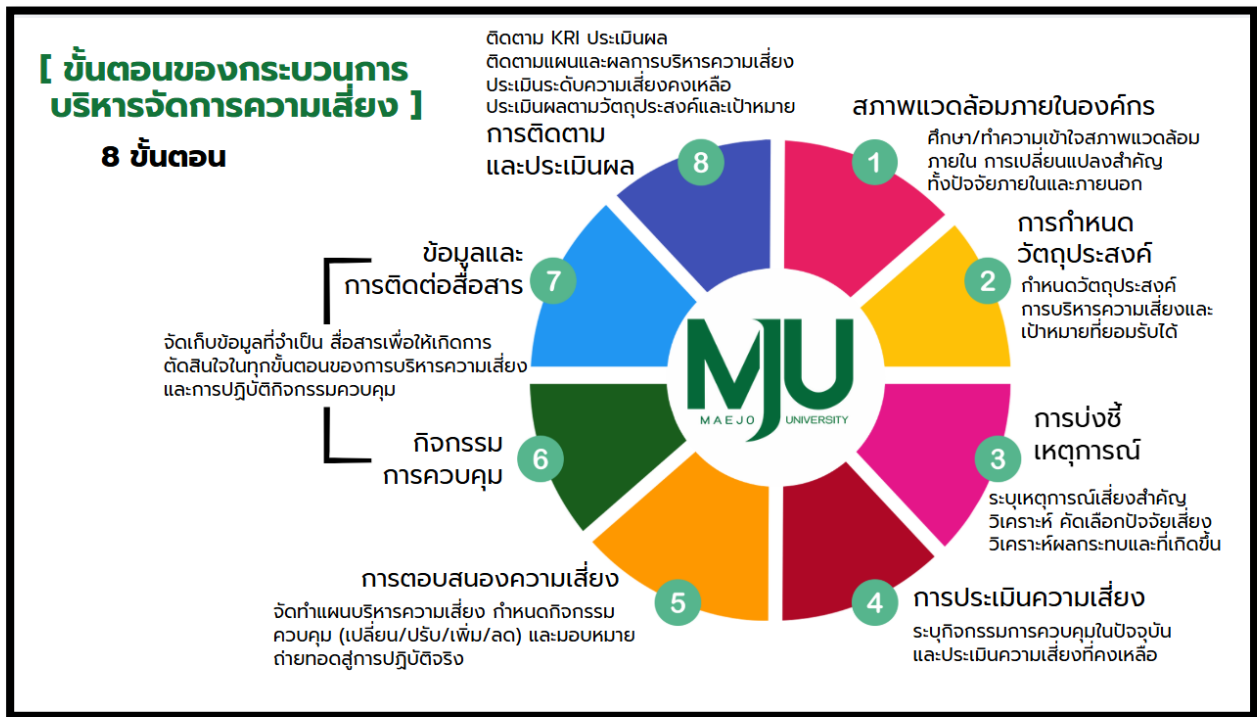 [ ขั้นตอนของกระบวนการ
บริหารจัดการความเสี่ยง ]
8 ขั้นตอน
1
สภาพแวดล้อมภายในองค์กร
ศึกษา/ทำความเข้าใจสภาพแวดล้อม
ภายใน การเปลี่ยนแปลงสำคัญ
ทั้งปัจจัยภายในและภายนอก
2
การกำหนด
วัตถุประสงค์
กำหนดวัตถุประสงค์
การบริหารความเสี่ยงและ
เป้าหมายที่ยอมรับได้
3
การบ่งชี้
เหตุการณ์
ระบุเหตุการณ์เสี่ยงสำคัญ
วิเคราะห์ คัดเลือกปัจจัยเสี่ยง
วิเคราะห์ผลกระทบและที่เกิดขึ้น
4
การประเมินความเสี่ยง
ระบุกิจกรรมการควบคุมในปัจจุบัน
และประเมินความเสี่ยงที่คงเหลือ
5
การตอบสนองความเสี่ยง
จัดทำแผนบริหารความเสี่ยง กำหนดกิจกรรม
ควบคุม (เปลี่ยน/ปรับ/เพิ่ม/ลด) และมอบหมาย
ถ่ายทอดสู่การปฏิบัติจริง
6
กิจกรรม
การควบคุม
จัดเก็บข้อมูลที่จำเป็น สื่อสารเพื่อให้เกิดการ
ตัดสินใจในทุกขั้นตอนของการบริหารความเสี่ยง
และการปฏิบัติกิจกรรมควบคุม
7
ข้อมูลและ
การติดต่อสื่อสาร
8
ติดตาม KRI ประเมินผล
ติดตามแผนและผลการบริหารความเสี่ยง
ประเมินระดับความเสี่ยงคงเหลือ
ประเมินผลตามวัตถุประสงค์และเป้าหมาย
การติดตาม
และประเมินผล
MJU
MAEJO UNIVERSITY